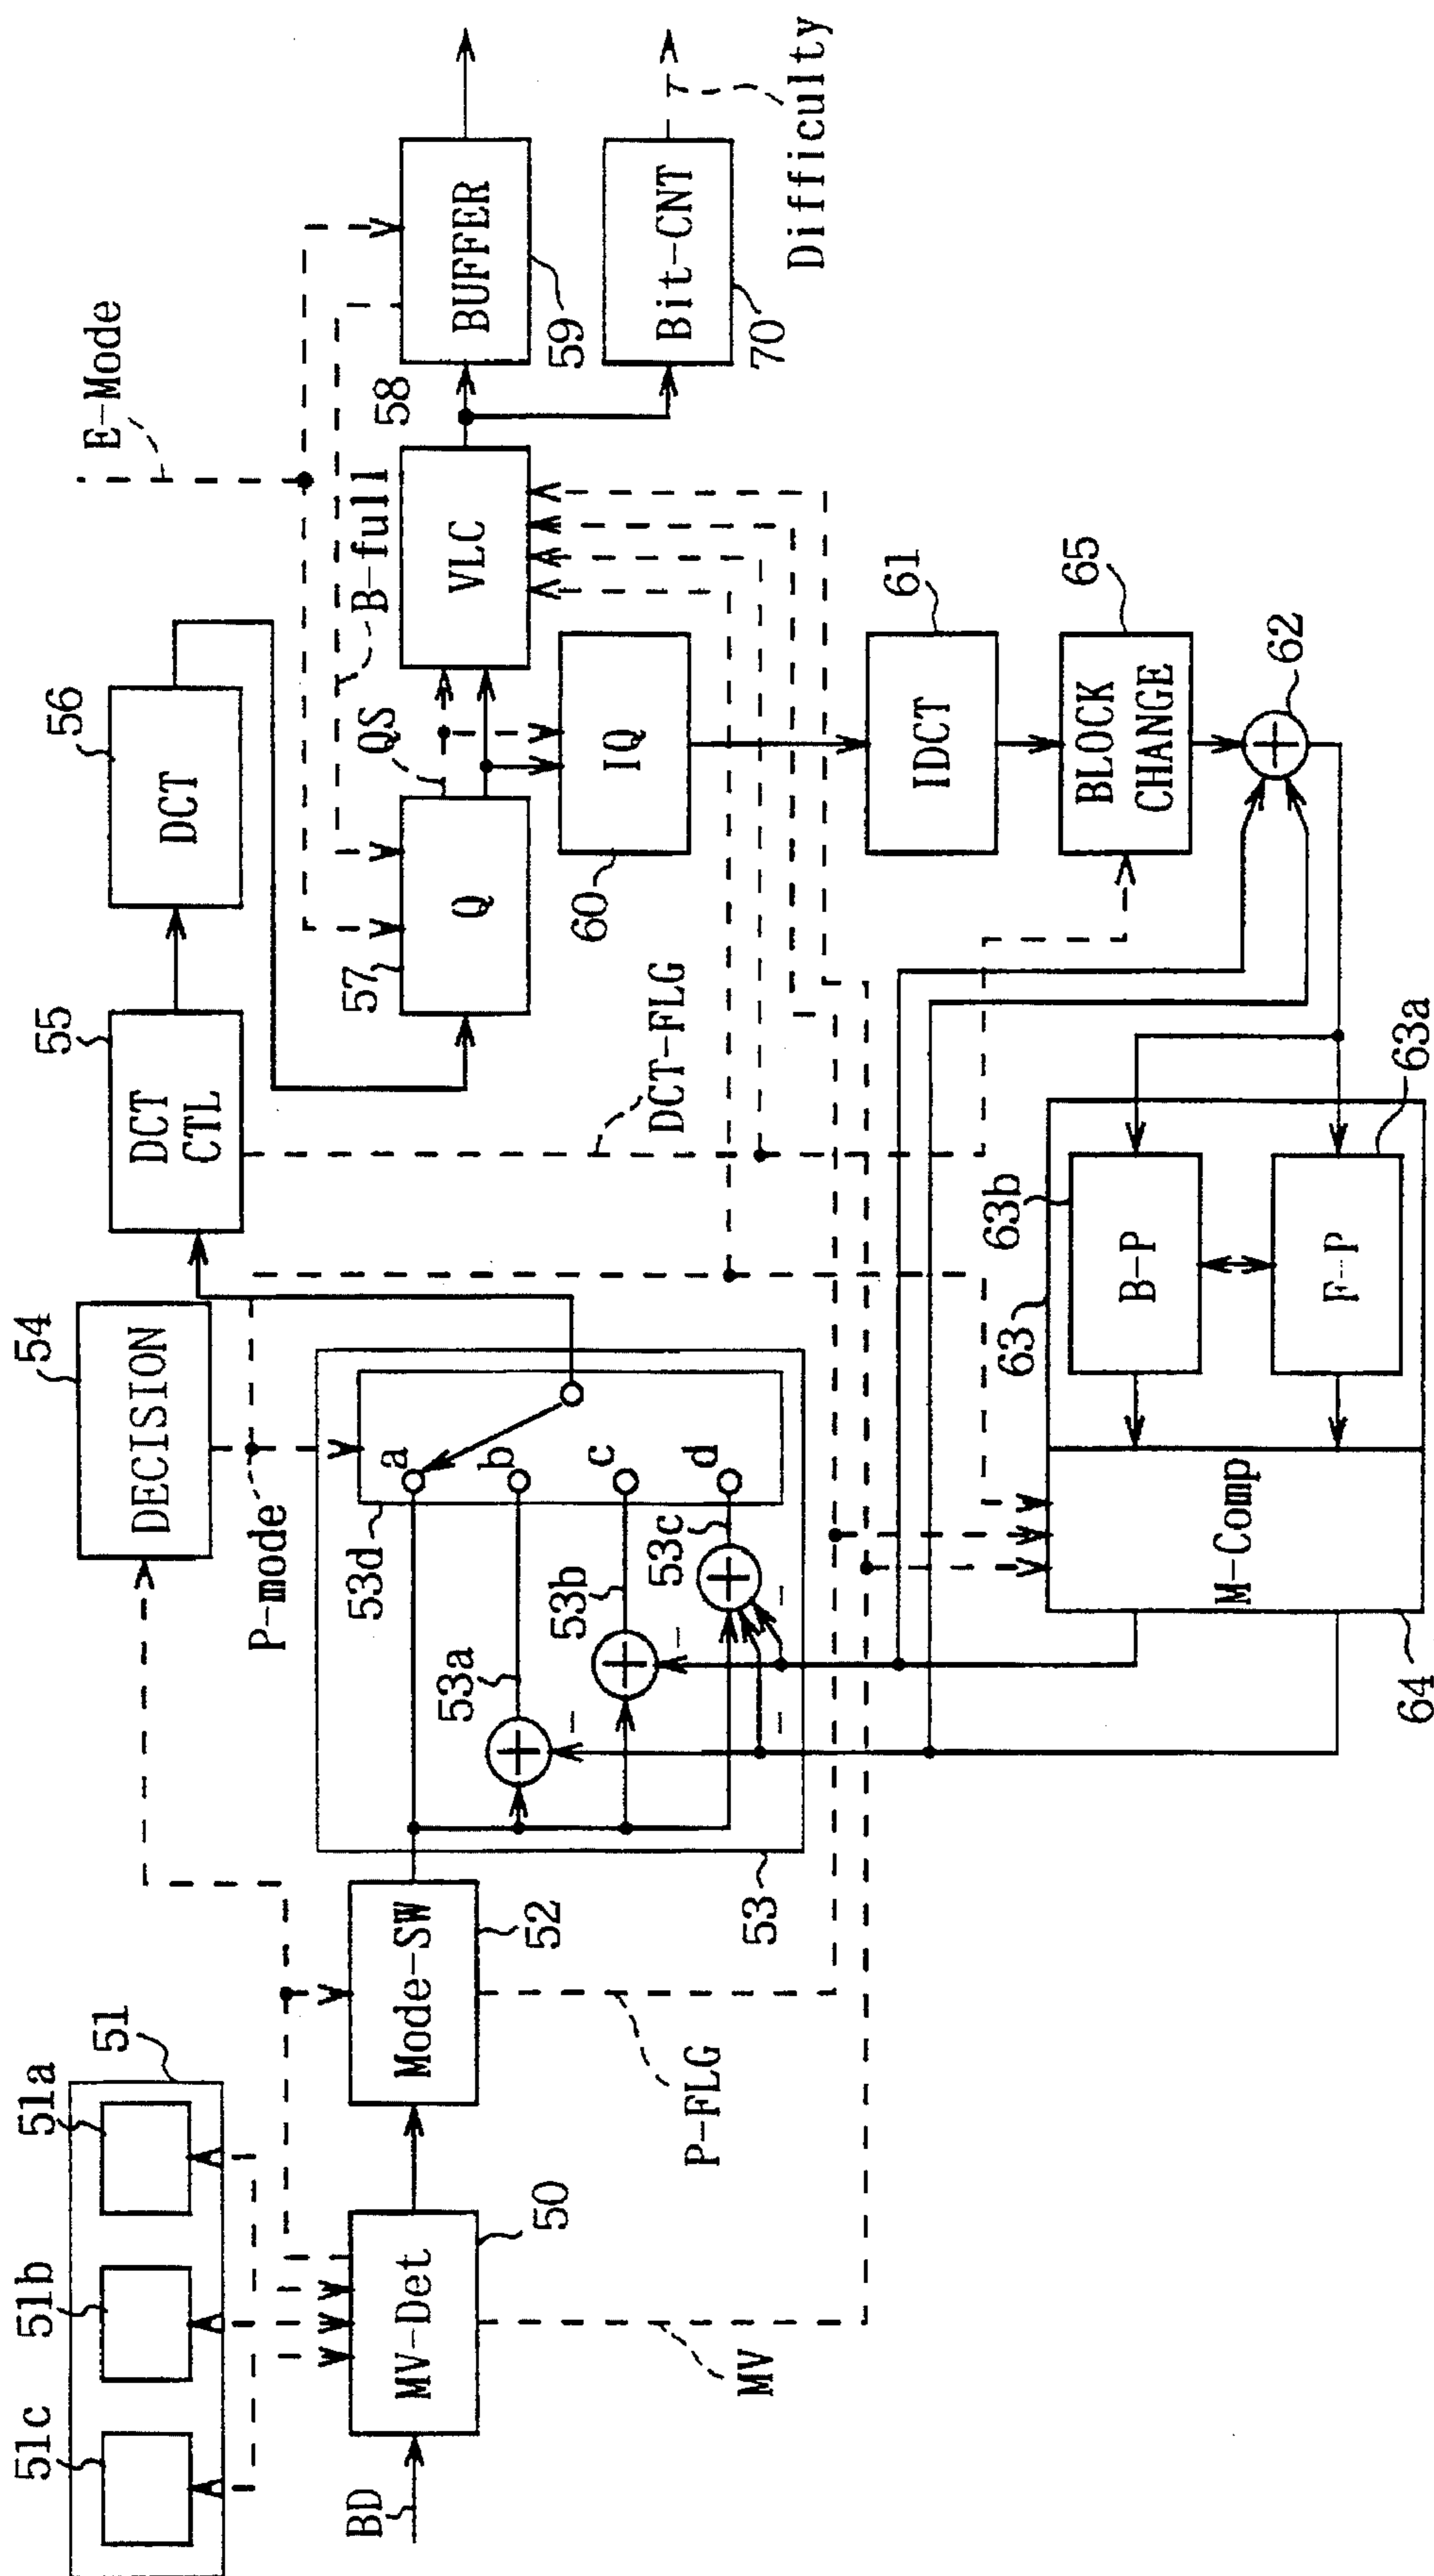 51
51c
51b
51a
BD
MV-Det
50
MV
Mode-SW
52
P-FLG
54
DECISION
P-mode
53
53a
53b
53c
53d
a
b
c
d
55
DCT
CTL
DCT-FLG
56
DCT
57
Q
QS
B-full
E-Mode
VLC
58
BUFFER
59
Bit-CNT
70
Difficulty
60
IQ
61
IDCT
65
BLOCK
CHANGE
62
63
63b
B-P
63a
F-P
M-Comp
64